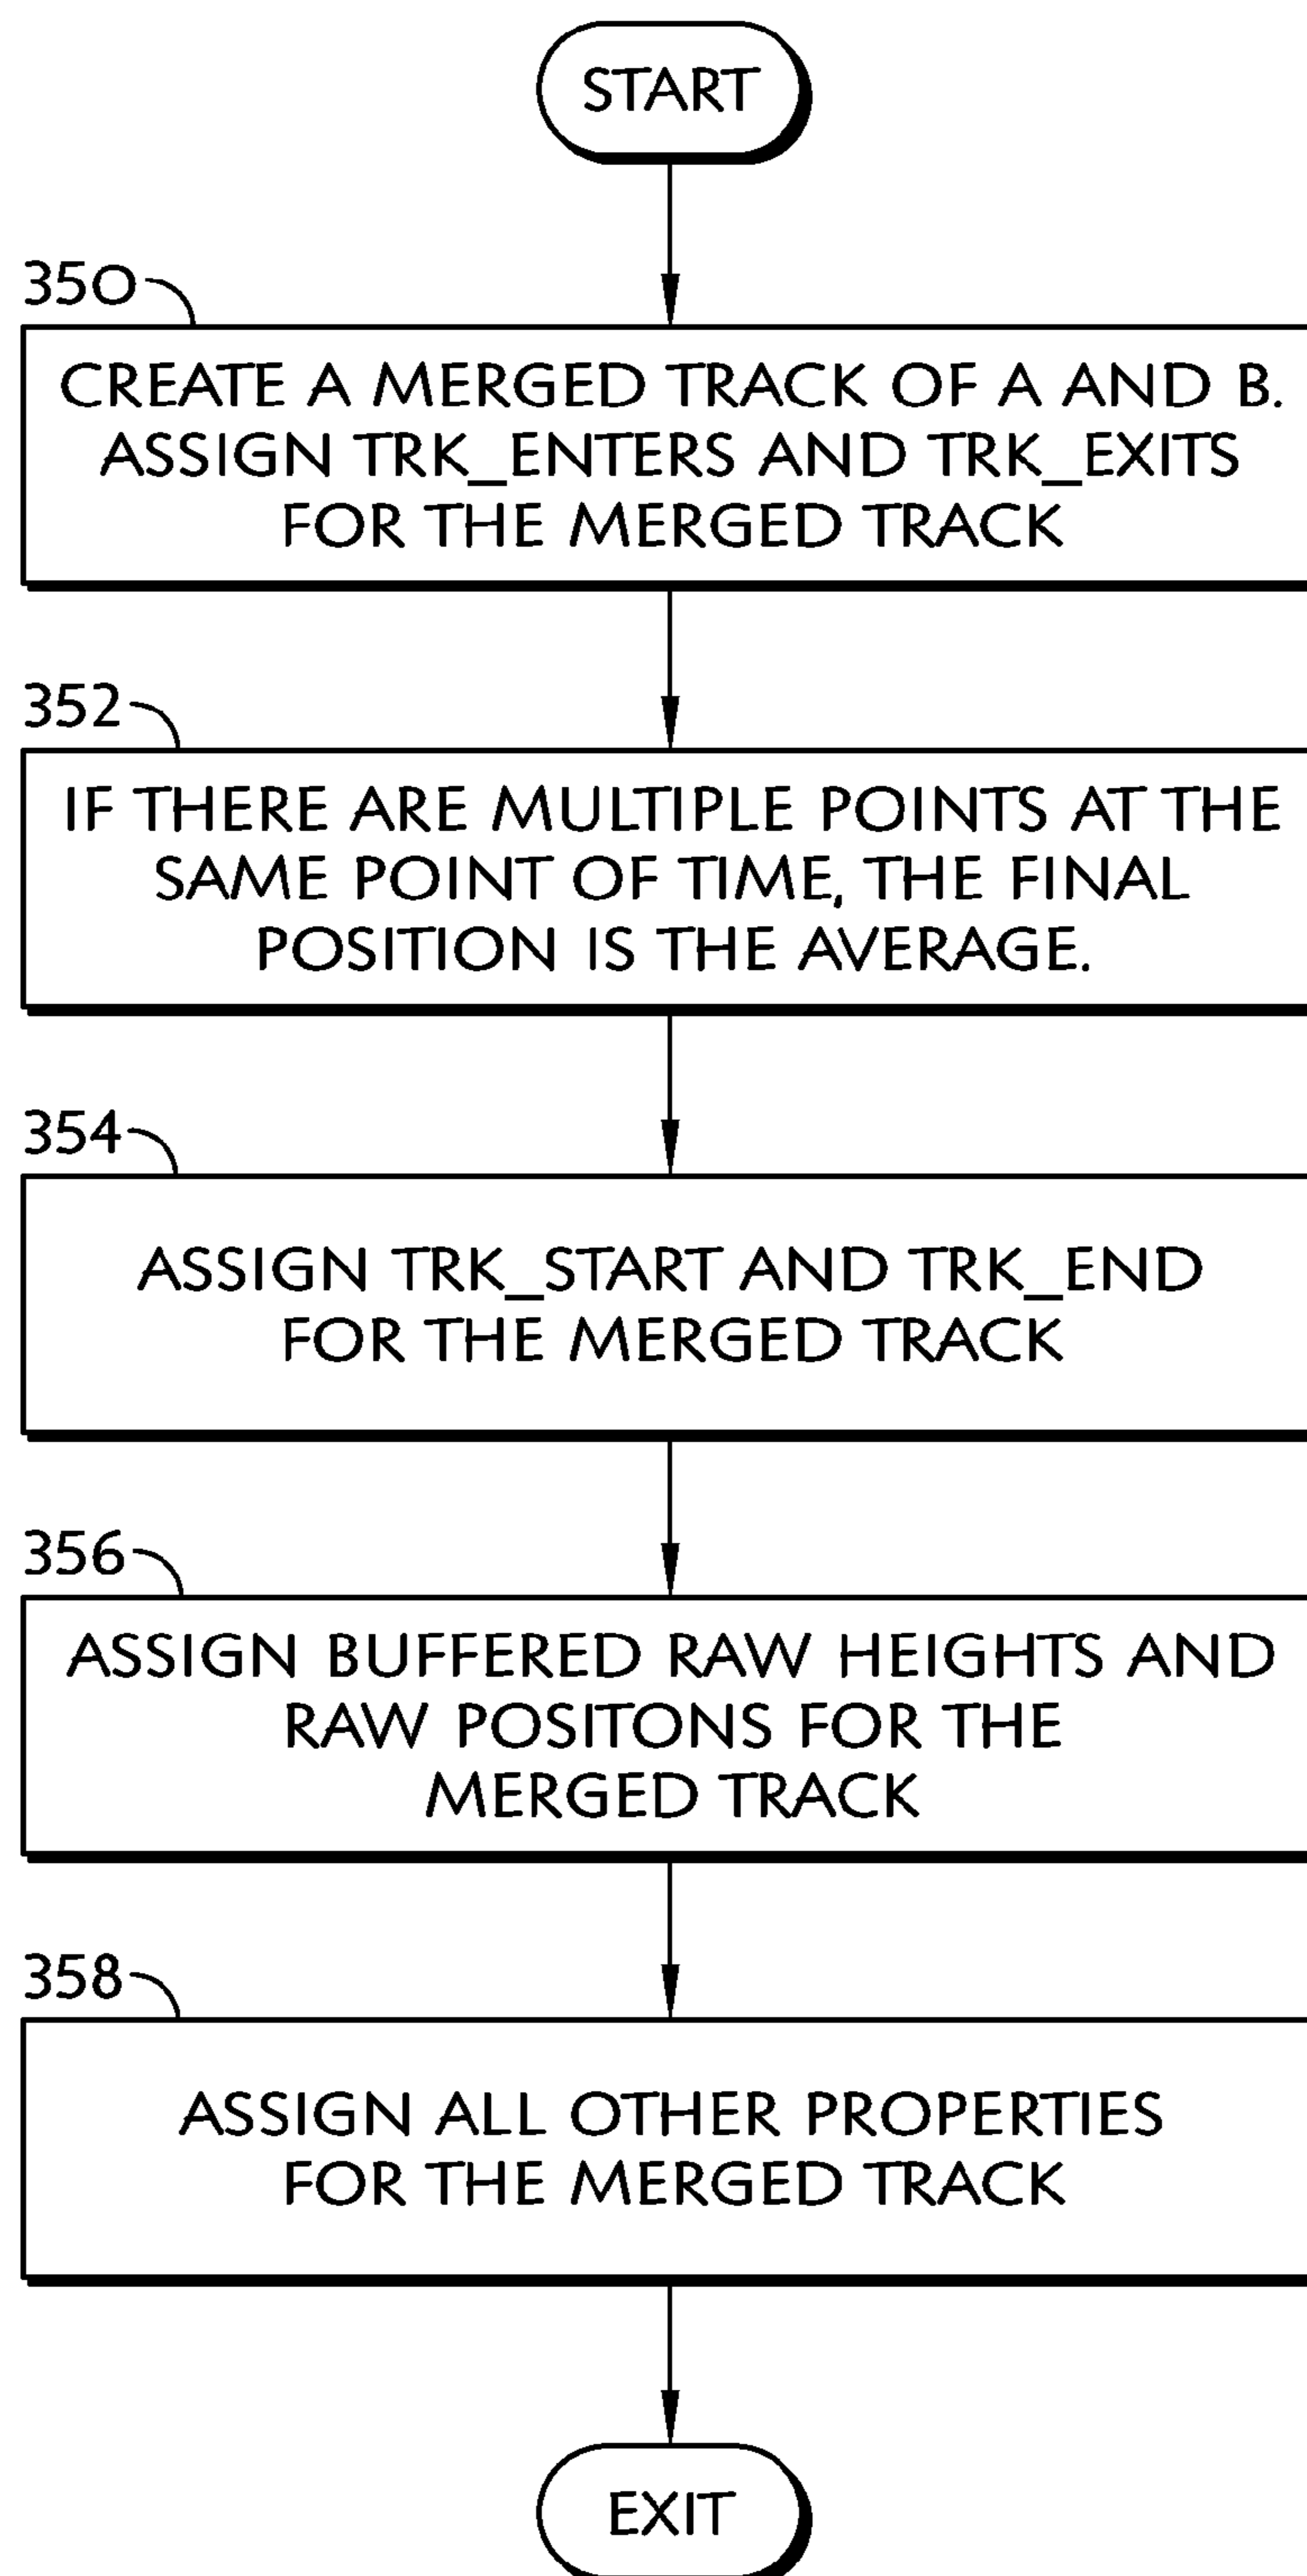 START
350
CREATE A MERGED TRACK OF A AND B.
ASSIGN TRK_ENTERS AND TRK_EXITS
FOR THE MERGED TRACK
352
IF THERE ARE MULTIPLE POINTS AT THE
SAME POINT OF TIME, THE FINAL
POSITION IS THE AVERAGE.
354
ASSIGN TRK_START AND TRK_END
FOR THE MERGED TRACK
356
ASSIGN BUFFERED RAW HEIGHTS AND
RAW POSITONS FOR THE
MERGED TRACK
358
ASSIGN ALL OTHER PROPERTIES
FOR THE MERGED TRACK
EXIT